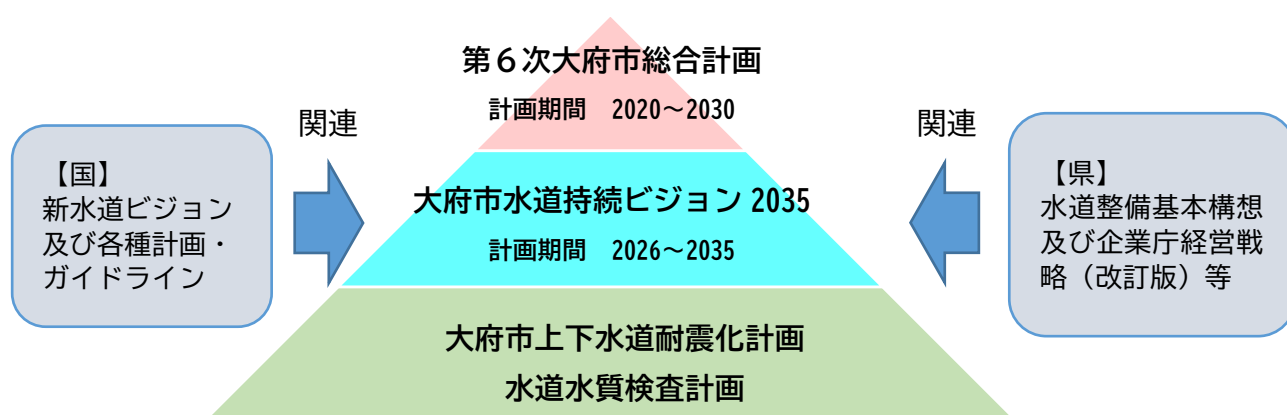 第６次大府市総合計画
計画期間　2020～2030
関連
関連
【国】
新水道ビジョン
及び各種計画・
ガイドライン
大府市水道持続ビジョン 2035
計画期間　2026～2035
【県】
水道整備基本構想
及び企業庁経営戦
略（改訂版）等
大府市上下水道耐震化計画
水道水質検査計画